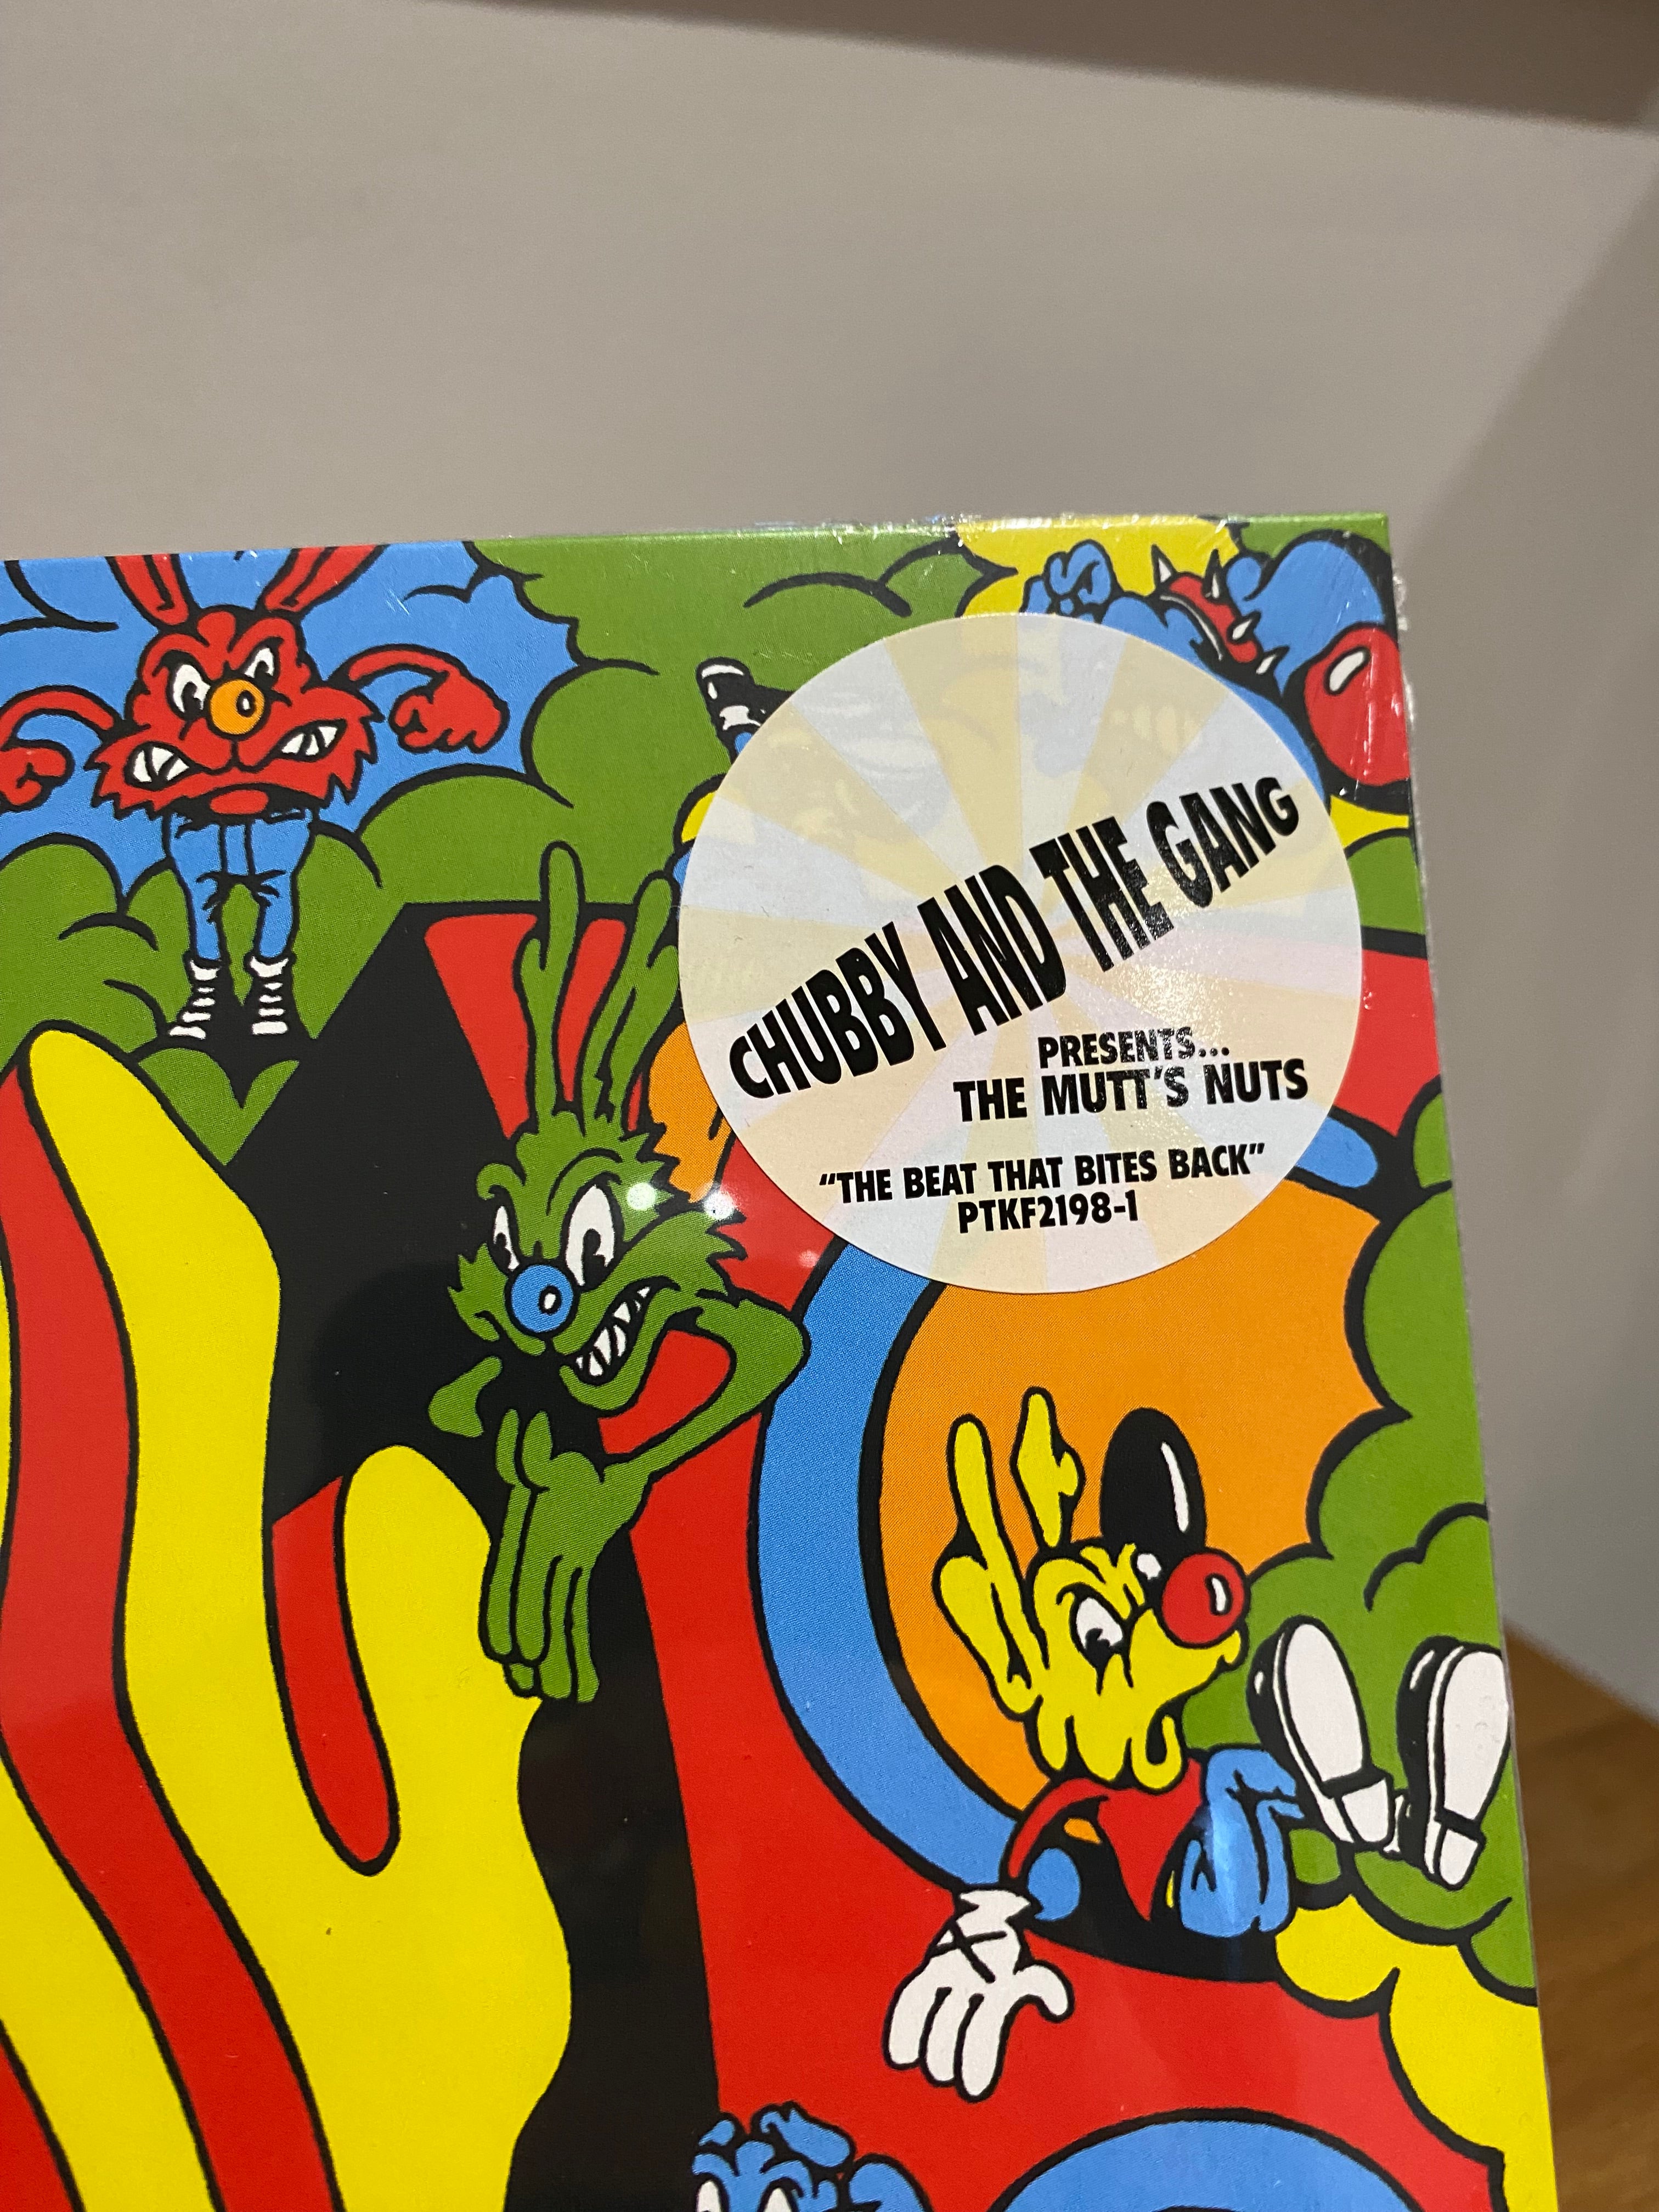 CHUBBY AND THE GANG
PRESENTS...
THE MUTT'S NUTS
"THE BEAT THAT BITES BACK"
PTKF2198-1